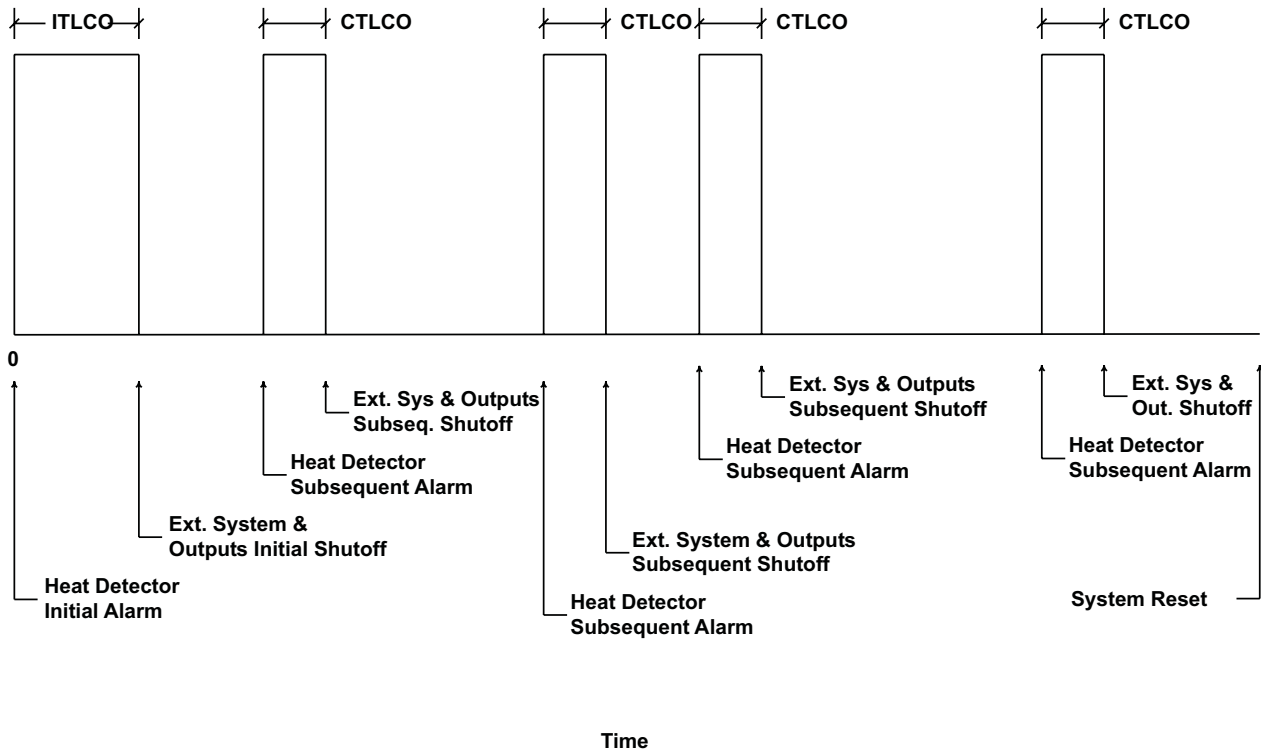 ITLCO
CTLCO
CTLCO
CTLCO
CTLCO
0
Ext. Sys & Outputs
Subseq. Shutoff
Ext. Sys & Outputs
Subsequent Shutoff
Ext. Sys &
Out. Shutoff
Heat Detector
Subsequent Alarm
Heat Detector
Subsequent Alarm
Heat Detector
Subsequent Alarm
Ext. System &
Outputs Initial Shutoff
Ext. System & Outputs
Subsequent Shutoff
Heat Detector
Initial Alarm
Heat Detector
Subsequent Alarm
System Reset
Time